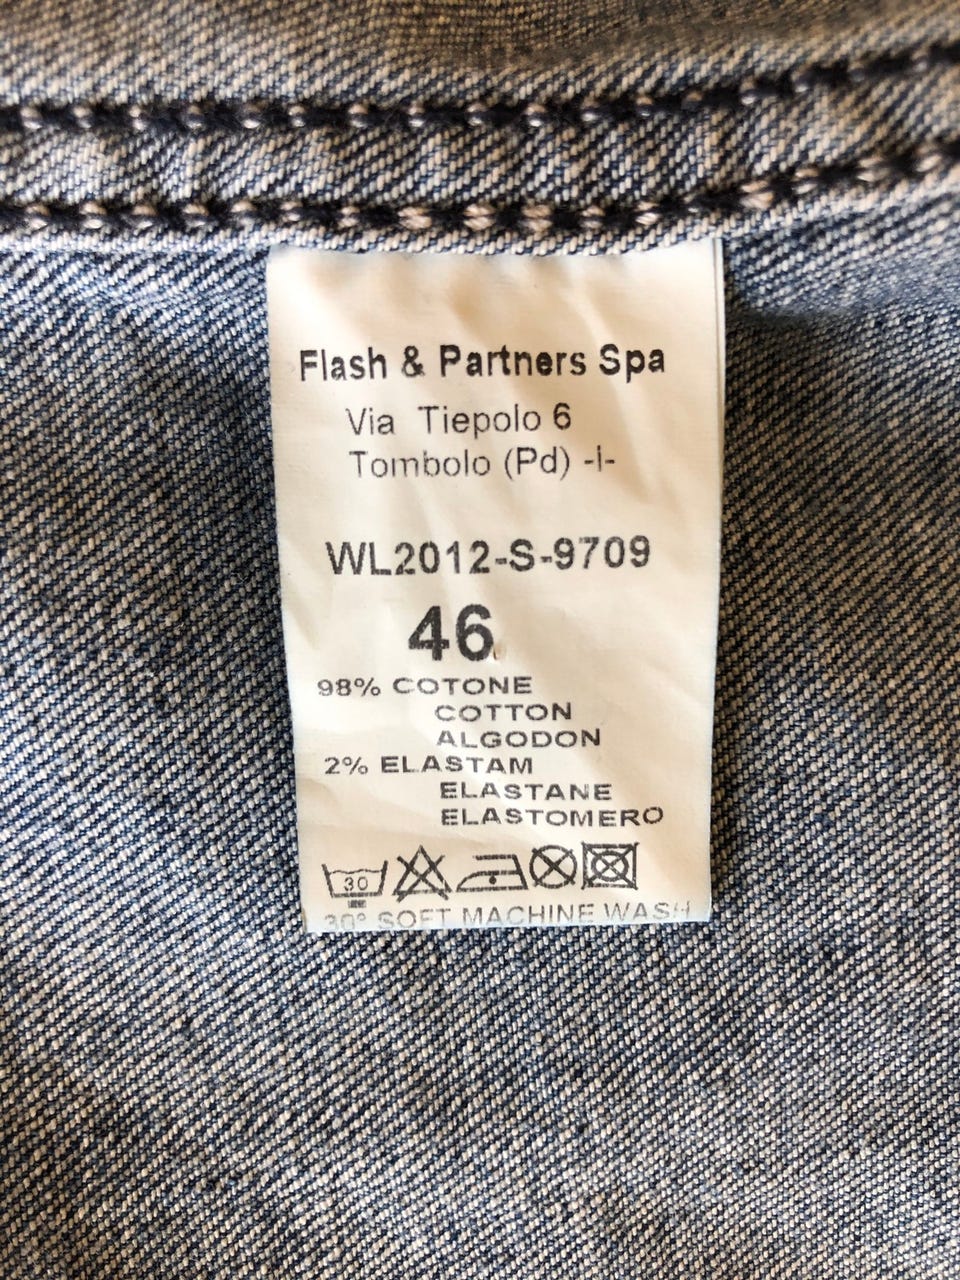 Flash & Partners Spa
Via Tiepolo 6
Tombolo (Pd) -I-
WL2012-S-9709
46
98% COTONE
COTTON
ALGODON
2% ELASTAM
ELASTANE
ELASTOMERO
30
30° SOFT MACHINE WASH